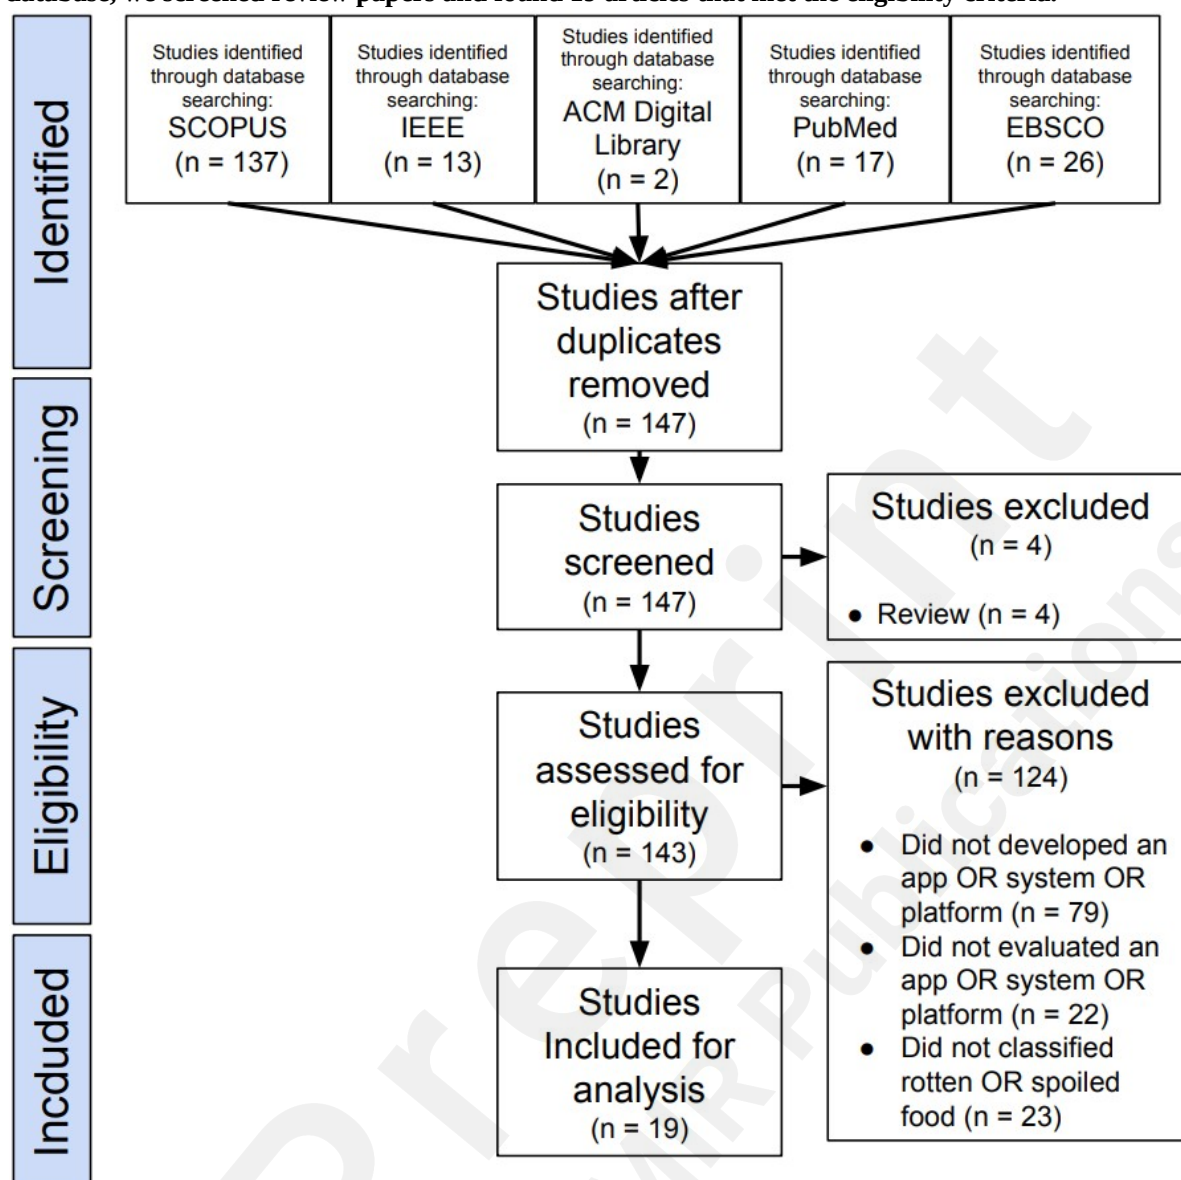 database, we screened review papers and found 19 articles that met the eligibility criteria.
Identified
Studies identified
through database
searching:
SCOPUS
(n = 137)
Studies identified
through database
searching:
IEEE
(n = 13)
Studies identified
through database
searching:
ACM Digital
Library
(n = 2)
Studies identified
through database
searching:
PubMed
(n = 17)
Studies identified
through database
searching:
EBSCO
(n = 26)
Studies after
duplicates
removed
(n = 147)
Screening
Studies
screened
(n = 147)
Studies excluded
(n = 4)
● Review (n = 4)
Eligibility
Studies
assessed for
eligibility
(n = 143)
Studies excluded
with reasons
(n = 124)
● Did not developed an
app OR system OR
platform (n = 79)
● Did not evaluated an
app OR system OR
platform (n = 22)
● Did not classified
rotten OR spoiled
food (n = 23)
Incduded
Studies
Included for
analysis
(n = 19)
Preprint
JMIR Publications